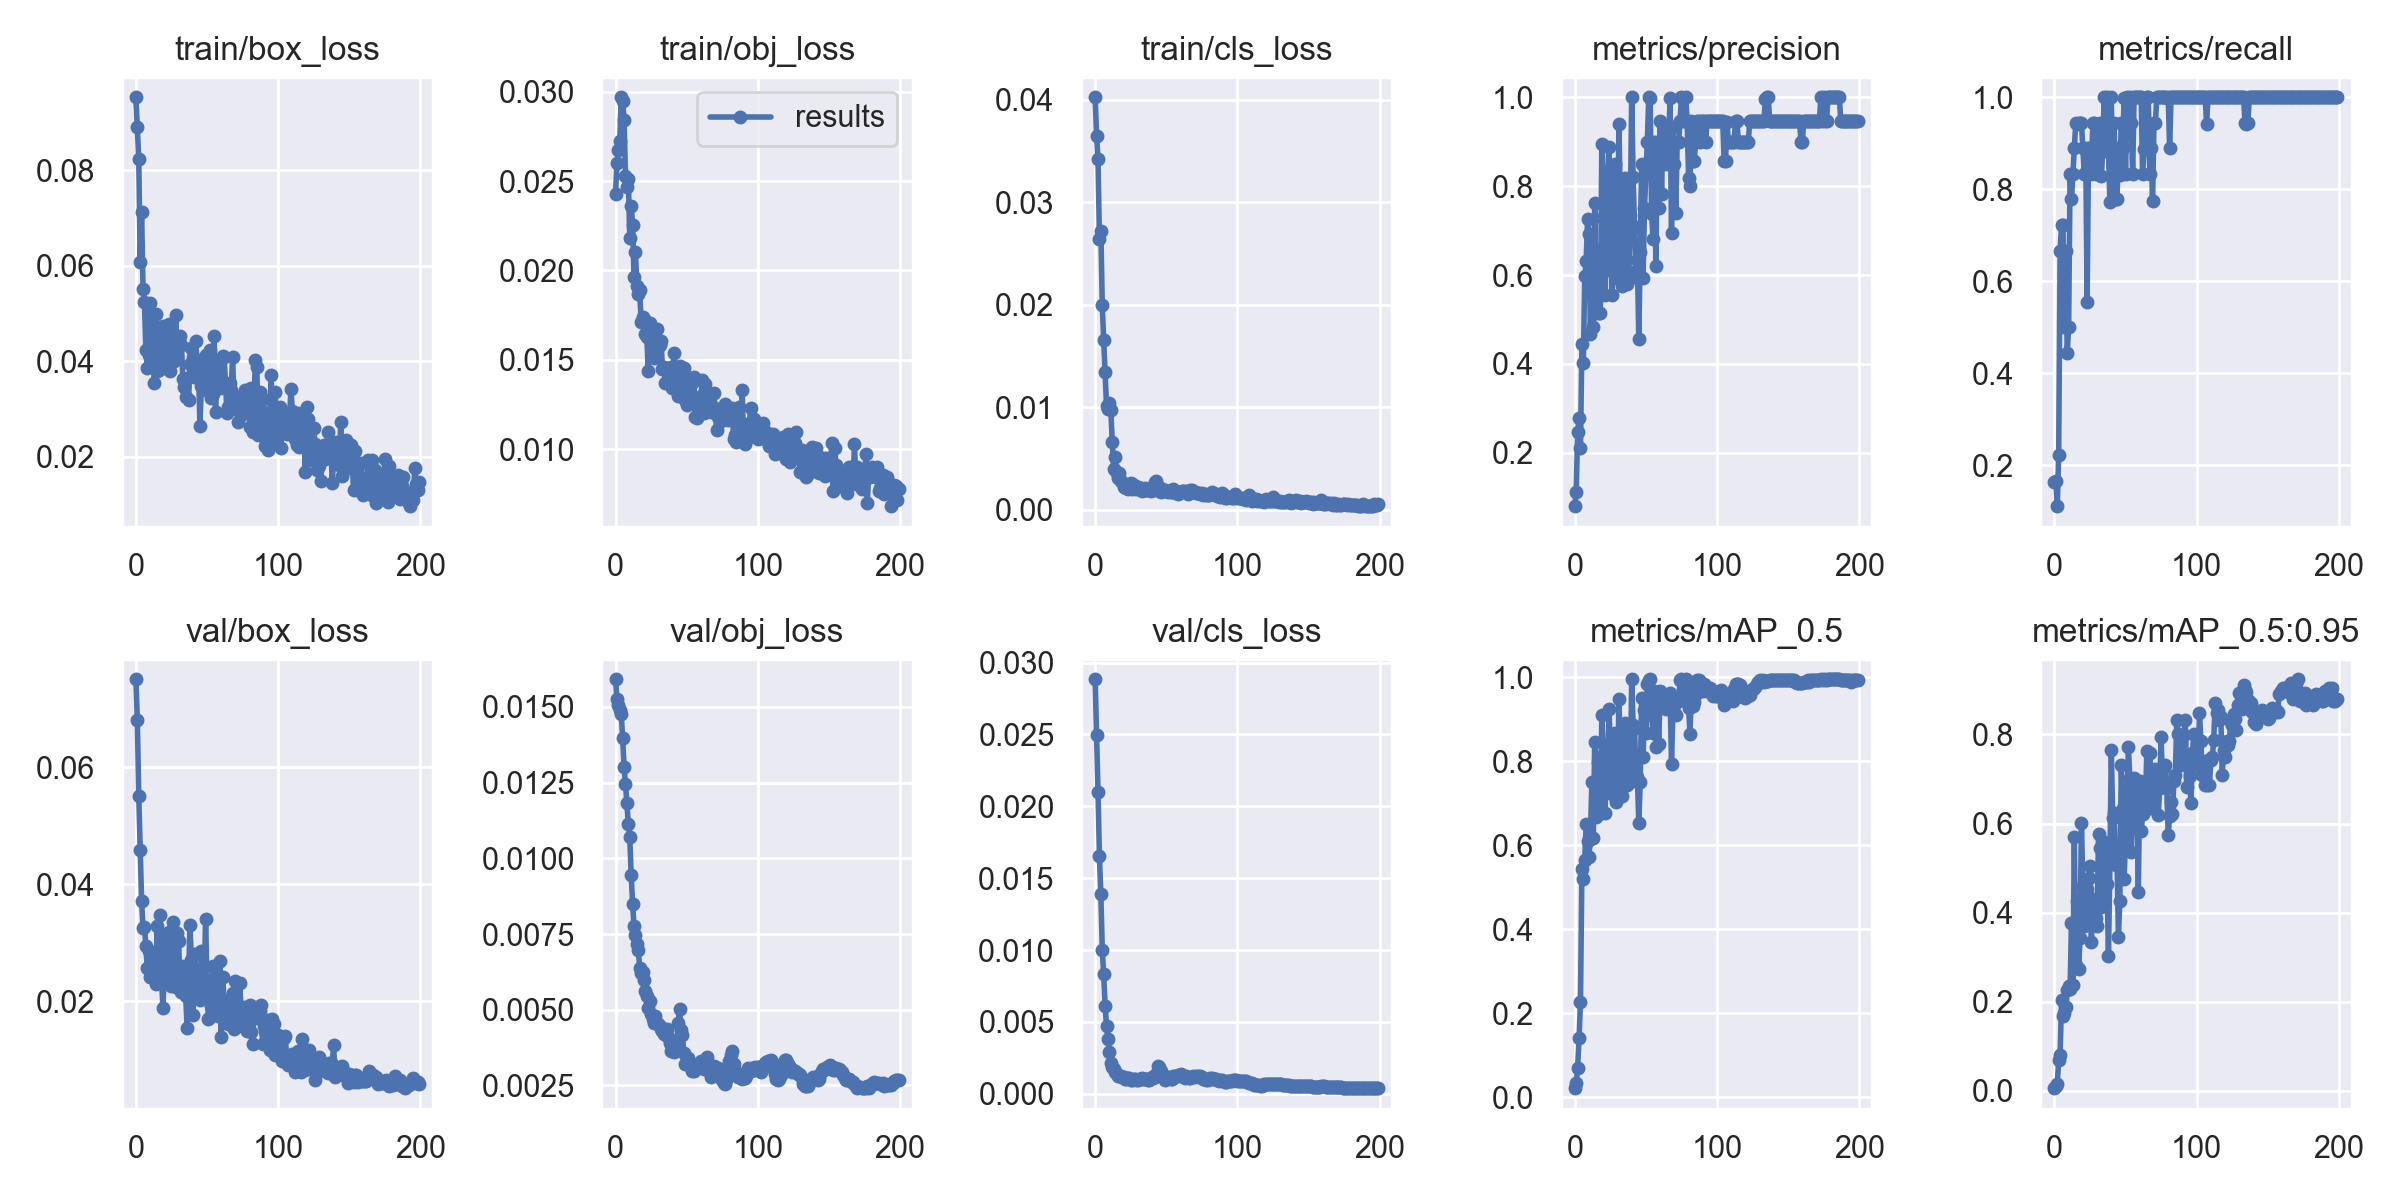 train/box_loss
0.08
0.06
0.04
0.02
0 100 200
train/obj_loss
results
0.030
0.025
0.020
0.015
0.010
0 100 200
train/cls_loss
0.04
0.03
0.02
0.01
0.00
0 100 200
metrics/precision
1.0
0.8
0.6
0.4
0.2
0 100 200
metrics/recall
1.0
0.8
0.6
0.4
0.2
0 100 200
val/box_loss
0.06
0.04
0.02
0 100 200
val/obj_loss
0.0150
0.0125
0.0100
0.0075
0.0050
0.0025
0 100 200
val/cls_loss
0.030
0.025
0.020
0.015
0.010
0.005
0.000
0 100 200
metrics/mAP_0.5
1.0
0.8
0.6
0.4
0.2
0.0
0 100 200
metrics/mAP_0.5:0.95
0.8
0.6
0.4
0.2
0.0
0 100 200